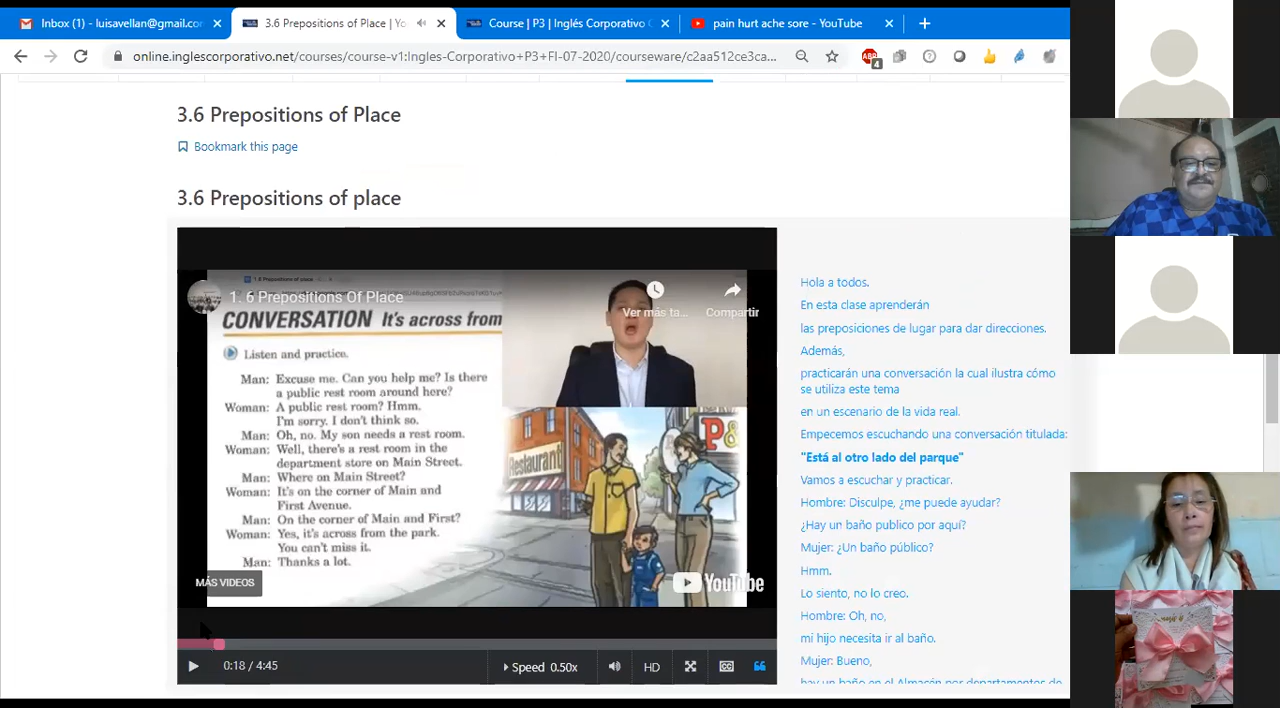 Inbox (1) - luisavellan@gmail.co
3.6 Prepositions of Place | Yo
Course | P3 | Inglés Corporativo
pain hurt ache sore - YouTube
online.inglescorporativo.net/courses/course-v1:Ingles-Corporativo+P3+FI-07-2020/courseware/c2aa512ce3ca...
4
3.6 Prepositions of Place
Bookmark this page
3.6 Prepositions of place
1. 6 Prepositions Of Place
Ver más ta...
Compartir
CONVERSATION It's across from
Listen and practice.
Man: Excuse me. Can you help me? Is there
a public rest room around here?
Woman: A public rest room? Hmm.
I'm sorry. I don't think so.
Man: Oh, no. My son needs a rest room.
Woman: Well, there's a rest room in the
department store on Main Street.
Man: Where on Main Street?
Woman: It's on the corner of Main and
First Avenue.
Man: On the corner of Main and First?
Woman: Yes, it's across from the park.
You can't miss it.
Man: Thanks a lot.
Restaurant
P&
MÁS VIDEOS
YouTube
0:18 / 4:45
Speed 0.50x
HD
Hola a todos.
En esta clase aprenderán
las preposiciones de lugar para dar direcciones.
Además,
practicarán una conversación la cual ilustra cómo
se utiliza este tema
en un escenario de la vida real.
Empecemos escuchando una conversación titulada:
"Está al otro lado del parque"
Vamos a escuchar y practicar.
Hombre: Disculpe, ¿me puede ayudar?
¿Hay un baño publico por aquí?
Mujer: ¿Un baño público?
Hmm.
Lo siento, no lo creo.
Hombre: Oh, no,
mi hijo necesita ir al baño.
Mujer: Bueno,
hay un baño en el Almacén por departamentos de